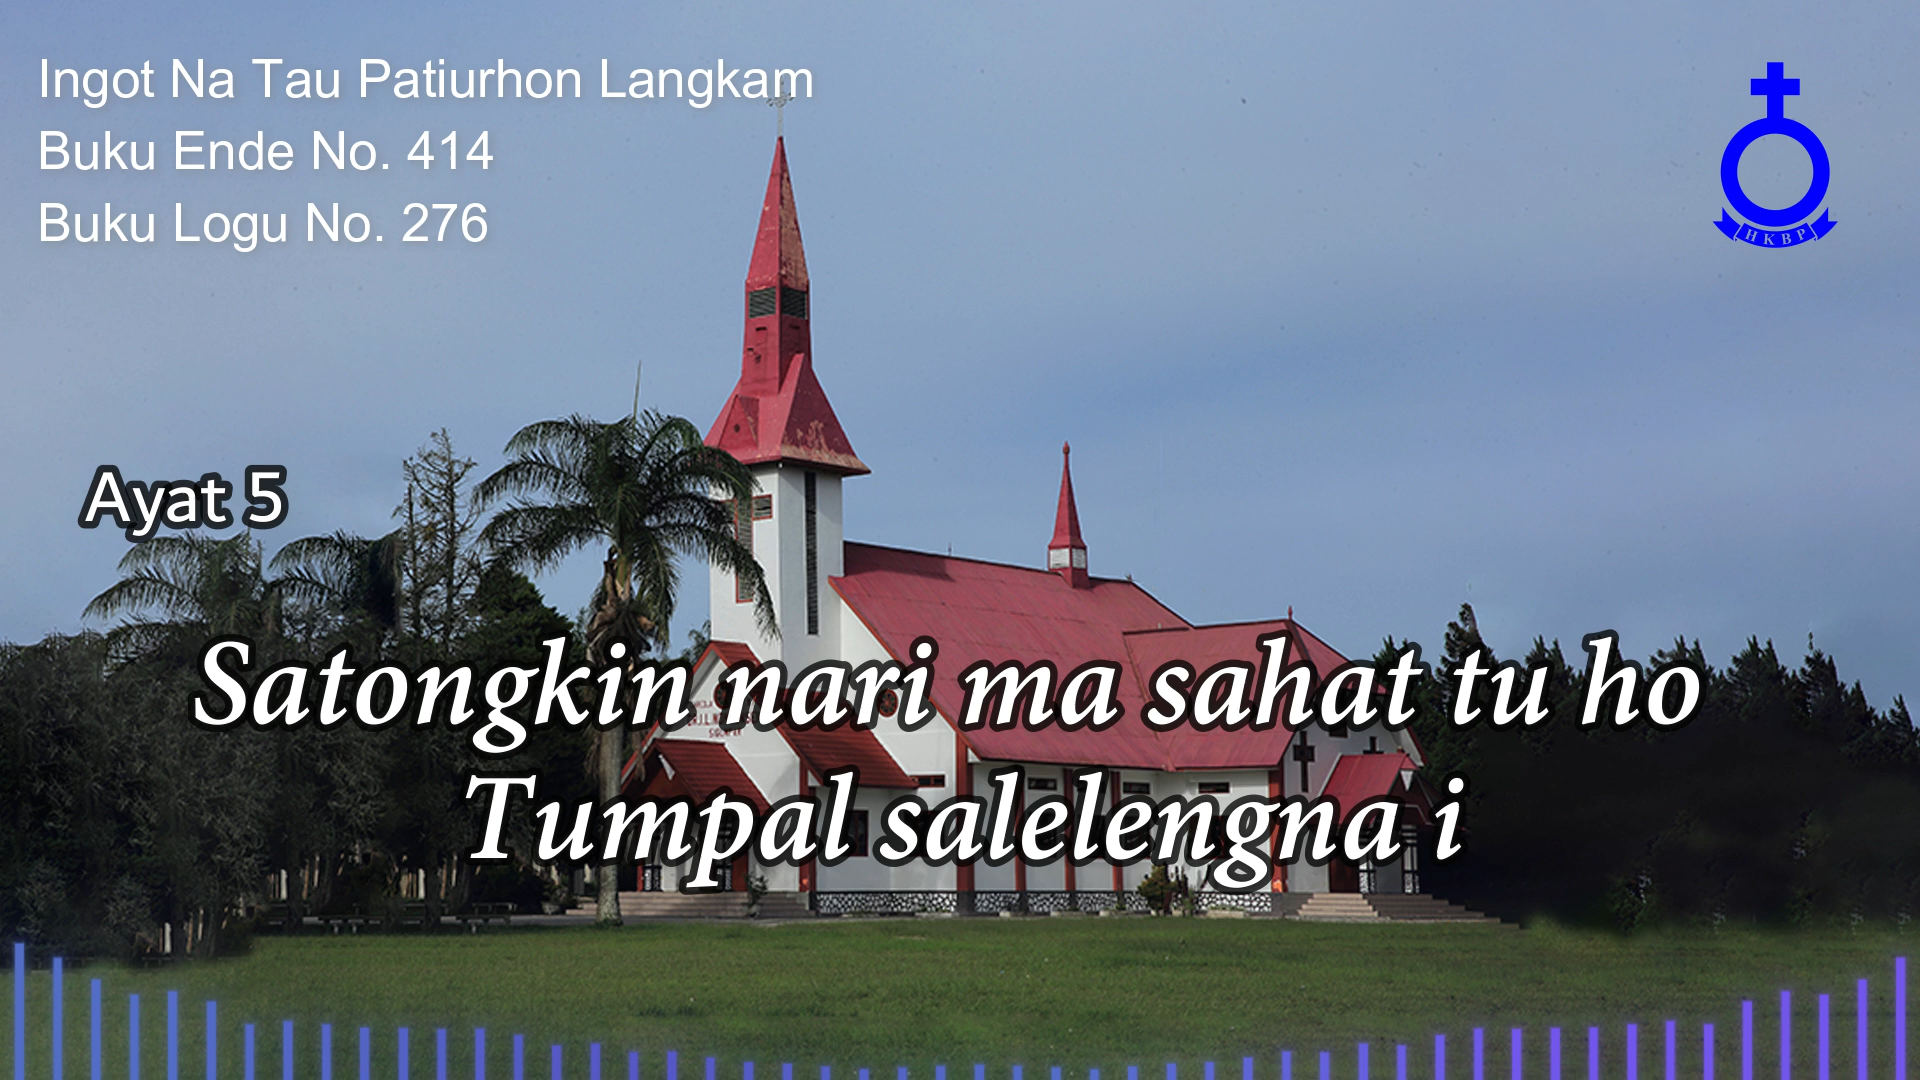 Ingot Na Tau Patiurhon Langkam
Buku Ende No. 414
Buku Logu No. 276
HKBP
Ayat 5
Satongkin nari ma sahat tu ho
Tumpal salelengna i